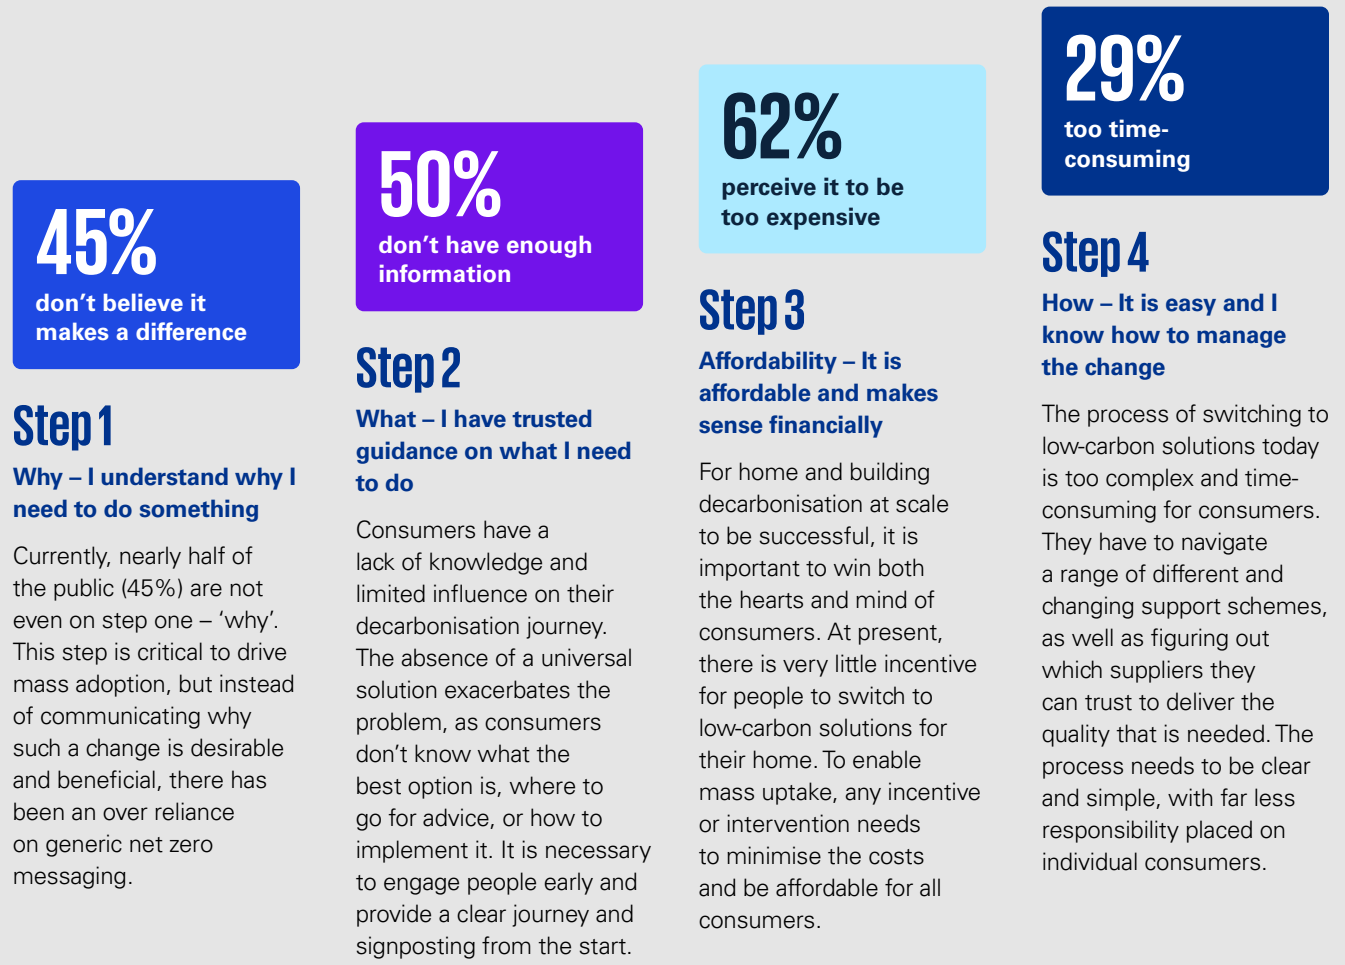 45%
don’t believe it
makes a difference
Step 1
Why – I understand why I
need to do something
Currently, nearly half of
the public (45%) are not
even on step one – ‘why’.
This step is critical to drive
mass adoption, but instead
of communicating why
such a change is desirable
and beneficial, there has
been an over reliance
on generic net zero
messaging.
50%
don’t have enough
information
Step 2
What – I have trusted
guidance on what I need
to do
Consumers have a
lack of knowledge and
limited influence on their
decarbonisation journey.
The absence of a universal
solution exacerbates the
problem, as consumers
don’t know what the
best option is, where to
go for advice, or how to
implement it. It is necessary
to engage people early and
provide a clear journey and
signposting from the start.
62%
perceive it to be
too expensive
Step 3
Affordability – It is
affordable and makes
sense financially
For home and building
decarbonisation at scale
to be successful, it is
important to win both
the hearts and mind of
consumers. At present,
there is very little incentive
for people to switch to
low-carbon solutions for
their home. To enable
mass uptake, any incentive
or intervention needs
to minimise the costs
and be affordable for all
consumers.
29%
too time-
consuming
Step 4
How – It is easy and I
know how to manage
the change
The process of switching to
low-carbon solutions today
is too complex and time-
consuming for consumers.
They have to navigate
a range of different and
changing support schemes,
as well as figuring out
which suppliers they
can trust to deliver the
quality that is needed. The
process needs to be clear
and simple, with far less
responsibility placed on
individual consumers.